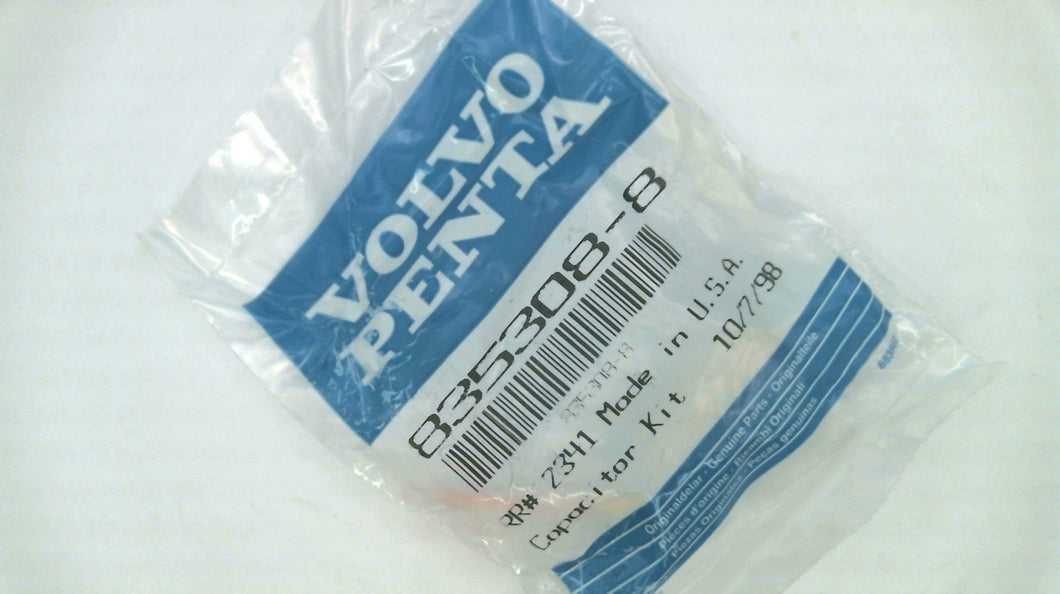 VOLVO
PENTA
835308-8
RR# 2341 Made in U.S.A.
Capacitor Kit 10/7/98
Originaldelar · Genuine Parts · Originalteile
Pièces d'origine · Ricambi Originali
Piezas Originales · Peças genuinas